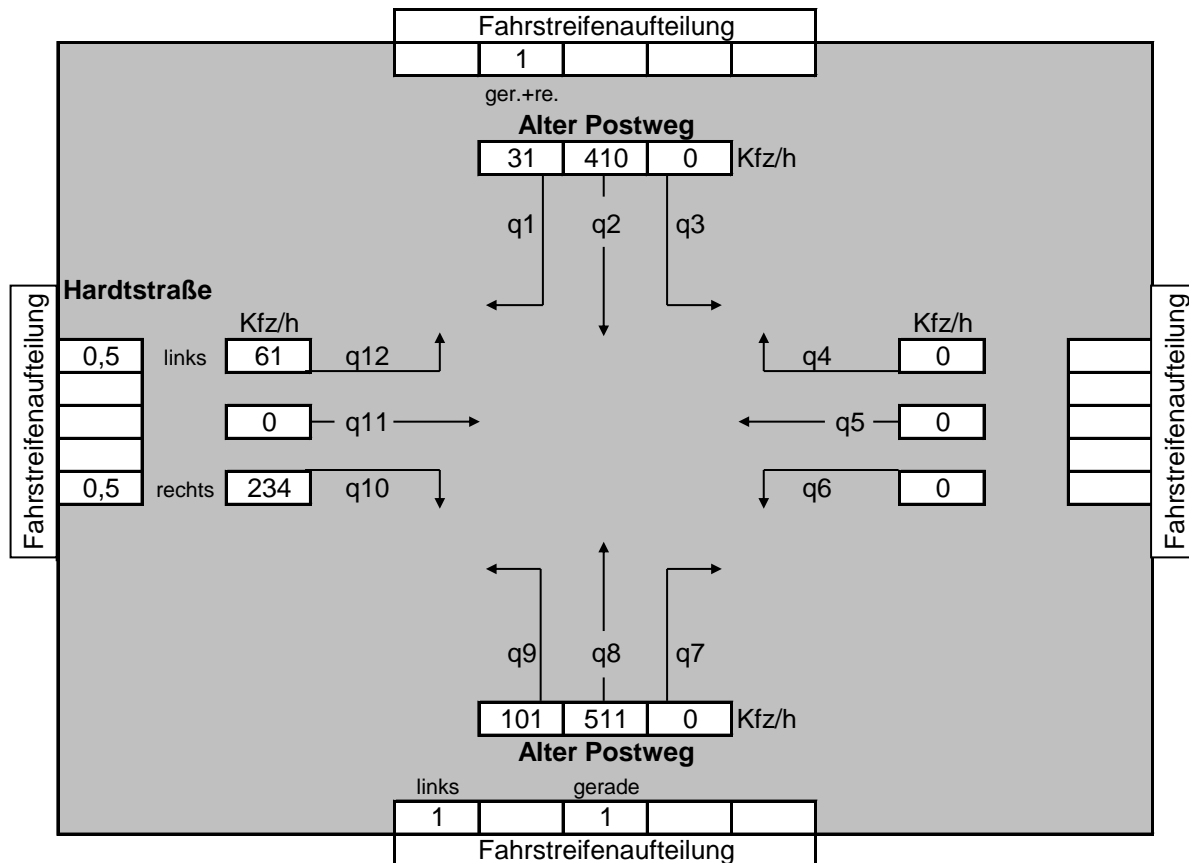 Fahrstreifenaufteilung
1
ger.+re.
Alter Postweg
31 410 0 Kfz/h
q1 q2 q3
Hardtstraße
Fahrstreifenaufteilung
Kfz/h
0,5 links 61 q12
0 q11
0,5 rechts 234 q10
Kfz/h
q4 0
q5 0
q6 0
Fahrstreifenaufteilung
q9 q8 q7
101 511 0 Kfz/h
Alter Postweg
links gerade
1 1
Fahrstreifenaufteilung